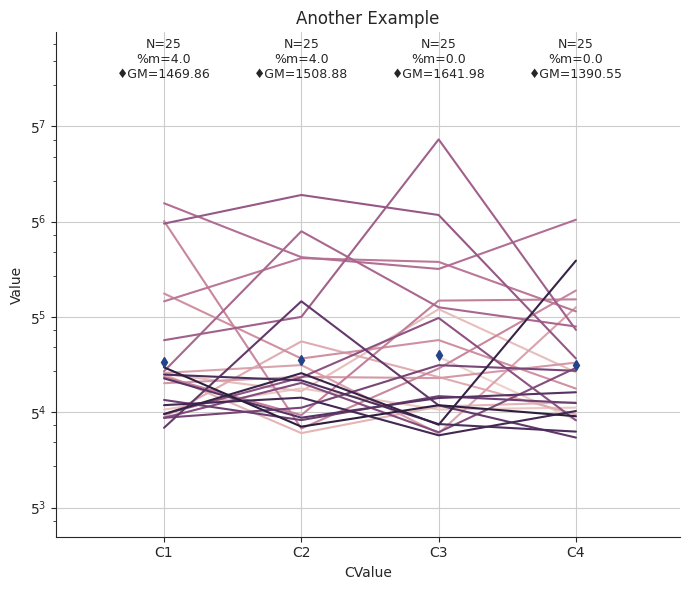 Another Example
N=25 N=25 N=25 N=25
%m=4.0 %m=4.0 %m=0.0 %m=0.0
♦GM=1469.86 ♦GM=1508.88 ♦GM=1641.98 ♦GM=1390.55
5⁷
5⁶
5⁵
5⁴
5³
Value
C1 C2 C3 C4
CValue